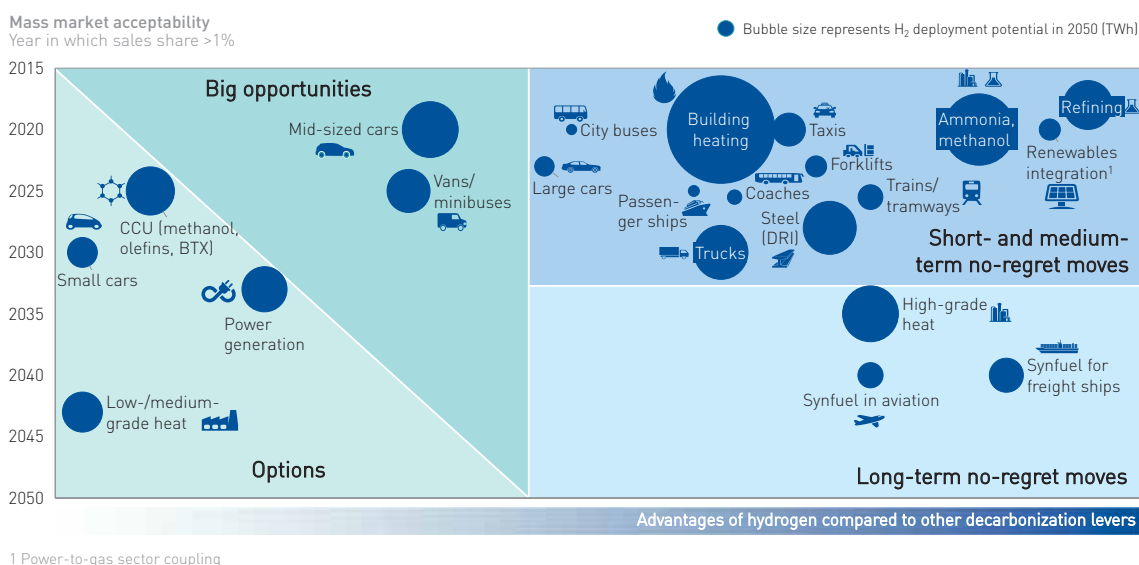 Mass market acceptability
Year in which sales share >1%
Bubble size represents H₂ deployment potential in 2050 (TWh)
2015
2020
2025
2030
2035
2040
2045
2050
Big opportunities
Mid-sized cars
Vans/
minibuses
CCU (methanol,
olefins, BTX)
Small cars
Power
generation
Low-/medium-
grade heat
Options
City buses
Large cars
Building
heating
Taxis
Forklifts
Coaches
Passen-
ger ships
Trucks
Steel
(DRI)
Trains/
tramways
Ammonia,
methanol
Refining
Renewables
integration¹
Short- and medium-
term no-regret moves
High-grade
heat
Synfuel in aviation
Synfuel for
freight ships
Long-term no-regret moves
Advantages of hydrogen compared to other decarbonization levers
1 Power-to-gas sector coupling